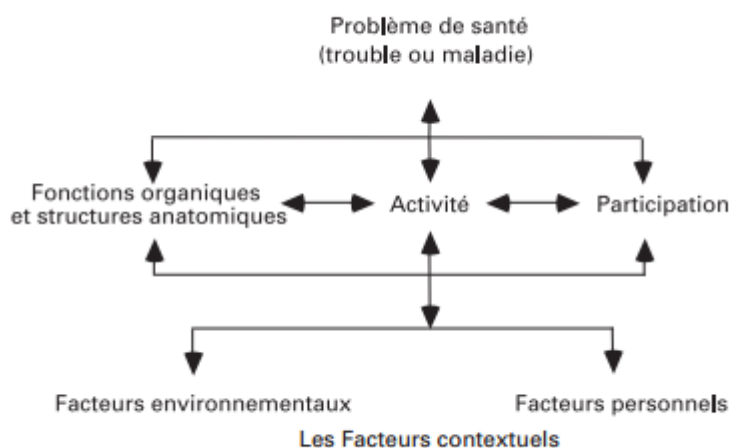 Problème de santé
(trouble ou maladie)
Fonctions organiques
et structures anatomiques
Activité
Participation
Facteurs environnementaux
Facteurs personnels
Les Facteurs contextuels